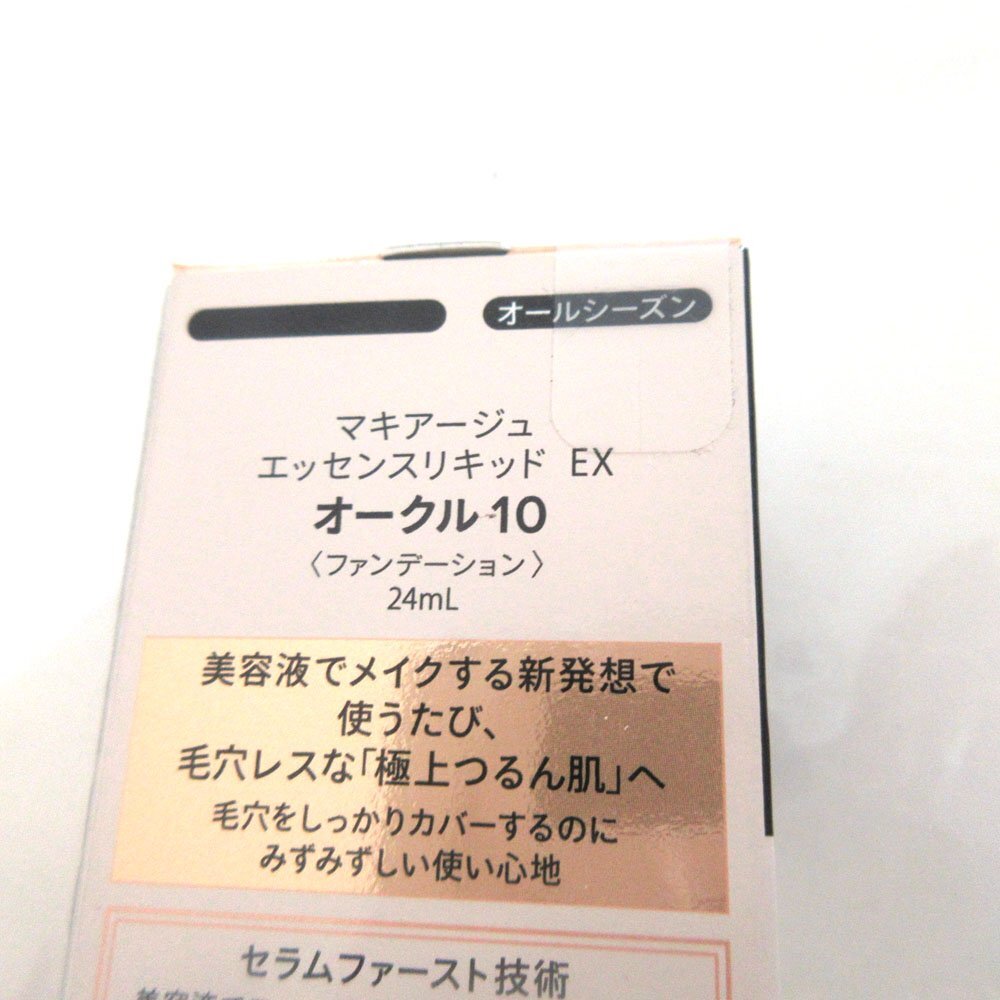 オールシーズン
マキアージュ
エッセンスリキッド EX
オークル 10
〈ファンデーション〉
24mL
美容液でメイクする新発想で
使うたび、
毛穴レスな「極上つるん肌」へ
毛穴をしっかりカバーするのに
みずみずしい使い心地
セラムファースト技術